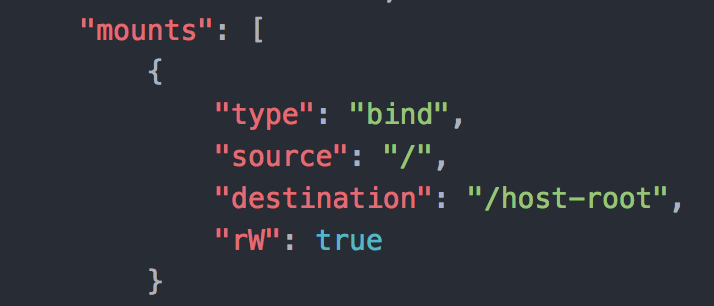 ,
"mounts": [
{
"type": "bind",
"source": "/",
"destination": "/host-root",
"rW": true
}